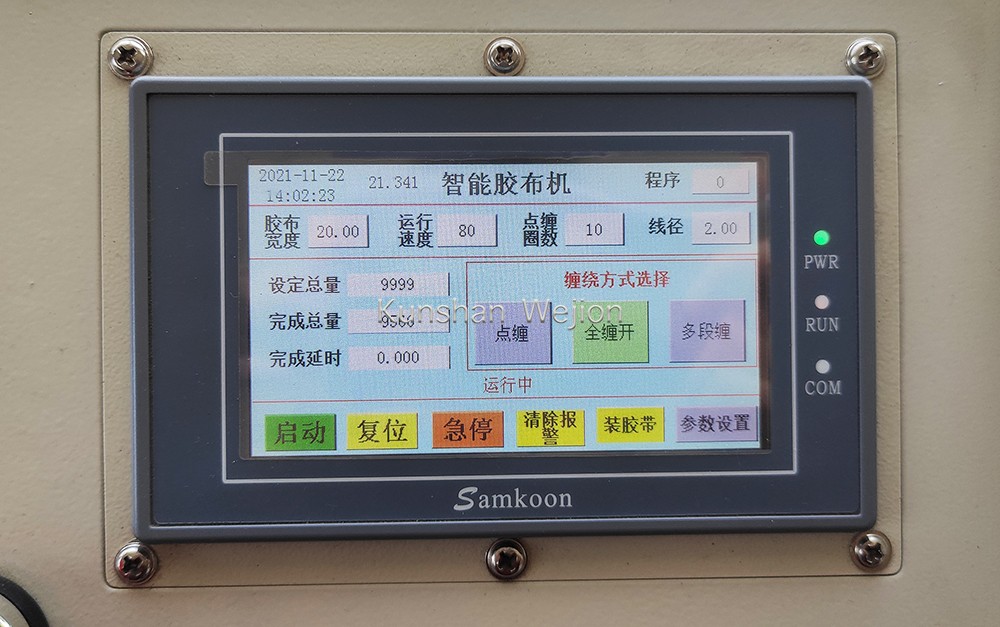 2021-11-22
14:02:23
21.341
智能胶布机
程序
0
胶布
宽度
20.00
运行
速度
80
点缠
圈数
10
线径
2.00
设定总量
9999
完成总量
完成延时
0.000
缠绕方式选择
点缠
全缠开
多段缠
Kunshan Wejion
运行中
启动
复位
急停
清除报
警
装胶带
参数设置
PWR
RUN
COM
Samkoon